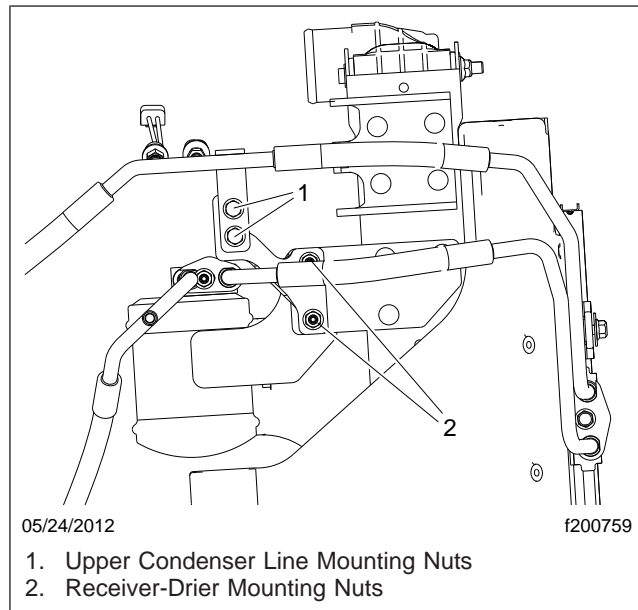 1
2
05/24/2012 f200759
1. Upper Condenser Line Mounting Nuts
2. Receiver-Drier Mounting Nuts